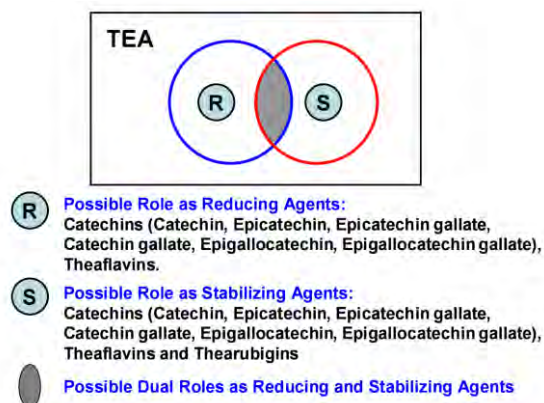 TEA
R
S
R
Possible Role as Reducing Agents:
Catechins (Catechin, Epicatechin, Epicatechin gallate,
Catechin gallate, Epigallocatechin, Epigallocatechin gallate),
Theaflavins.
S
Possible Role as Stabilizing Agents:
Catechins (Catechin, Epicatechin, Epicatechin gallate,
Catechin gallate, Epigallocatechin, Epigallocatechin gallate),
Theaflavins and Thearubigins
Possible Dual Roles as Reducing and Stabilizing Agents